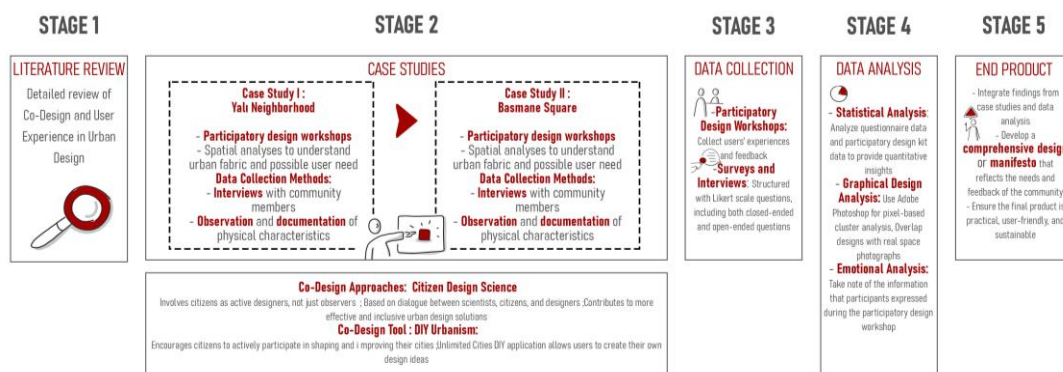 STAGE 1
LITERATURE REVIEW
Detailed review of
Co-Design and User
Experience in Urban
Design
STAGE 2
CASE STUDIES
Case Study I :
Yalı Neighborhood
- Participatory design workshops
- Spatial analyses to understand
urban fabric and possible user need
Data Collection Methods:
- Interviews with community
members
- Observation and documentation of
physical characteristics
Case Study II :
Basmane Square
- Participatory design workshops
- Spatial analyses to understand
urban fabric and possible user need
Data Collection Methods:
- Interviews with community
members
- Observation and documentation of
physical characteristics
Co-Design Approaches: Citizen Design Science
Involves citizens as active designers, not just observers ; Based on dialogue between scientists, citizens, and designers ;Contributes to more
effective and inclusive urban design solutions
Co-Design Tool : DIY Urbanism:
Encourages citizens to actively participate in shaping and i mproving their cities ;Unlimited Cities DIY application allows users to create their own
design ideas
STAGE 3
DATA COLLECTION
-Participatory
Design Workshops:
Collect users' experiences
and feedback
-Surveys and
Interviews: Structured
with Likert scale questions,
including both closed-ended
and open-ended questions
STAGE 4
DATA ANALYSIS
- Statistical Analysis:
Analyze questionnaire data
and participatory design kit
data to provide quantitative
insights
- Graphical Design
Analysis: Use Adobe
Photoshop for pixel-based
cluster analysis, Overlap
designs with real space
photographs
- Emotional Analysis:
Take note of the information
that participants expressed
during the participatory design
workshop
STAGE 5
END PRODUCT
- Integrate findings from
case studies and data
analysis
- Develop a
comprehensive design
or manifesto that
reflects the needs and
feedback of the community
- Ensure the final product is
practical, user-friendly, and
sustainable